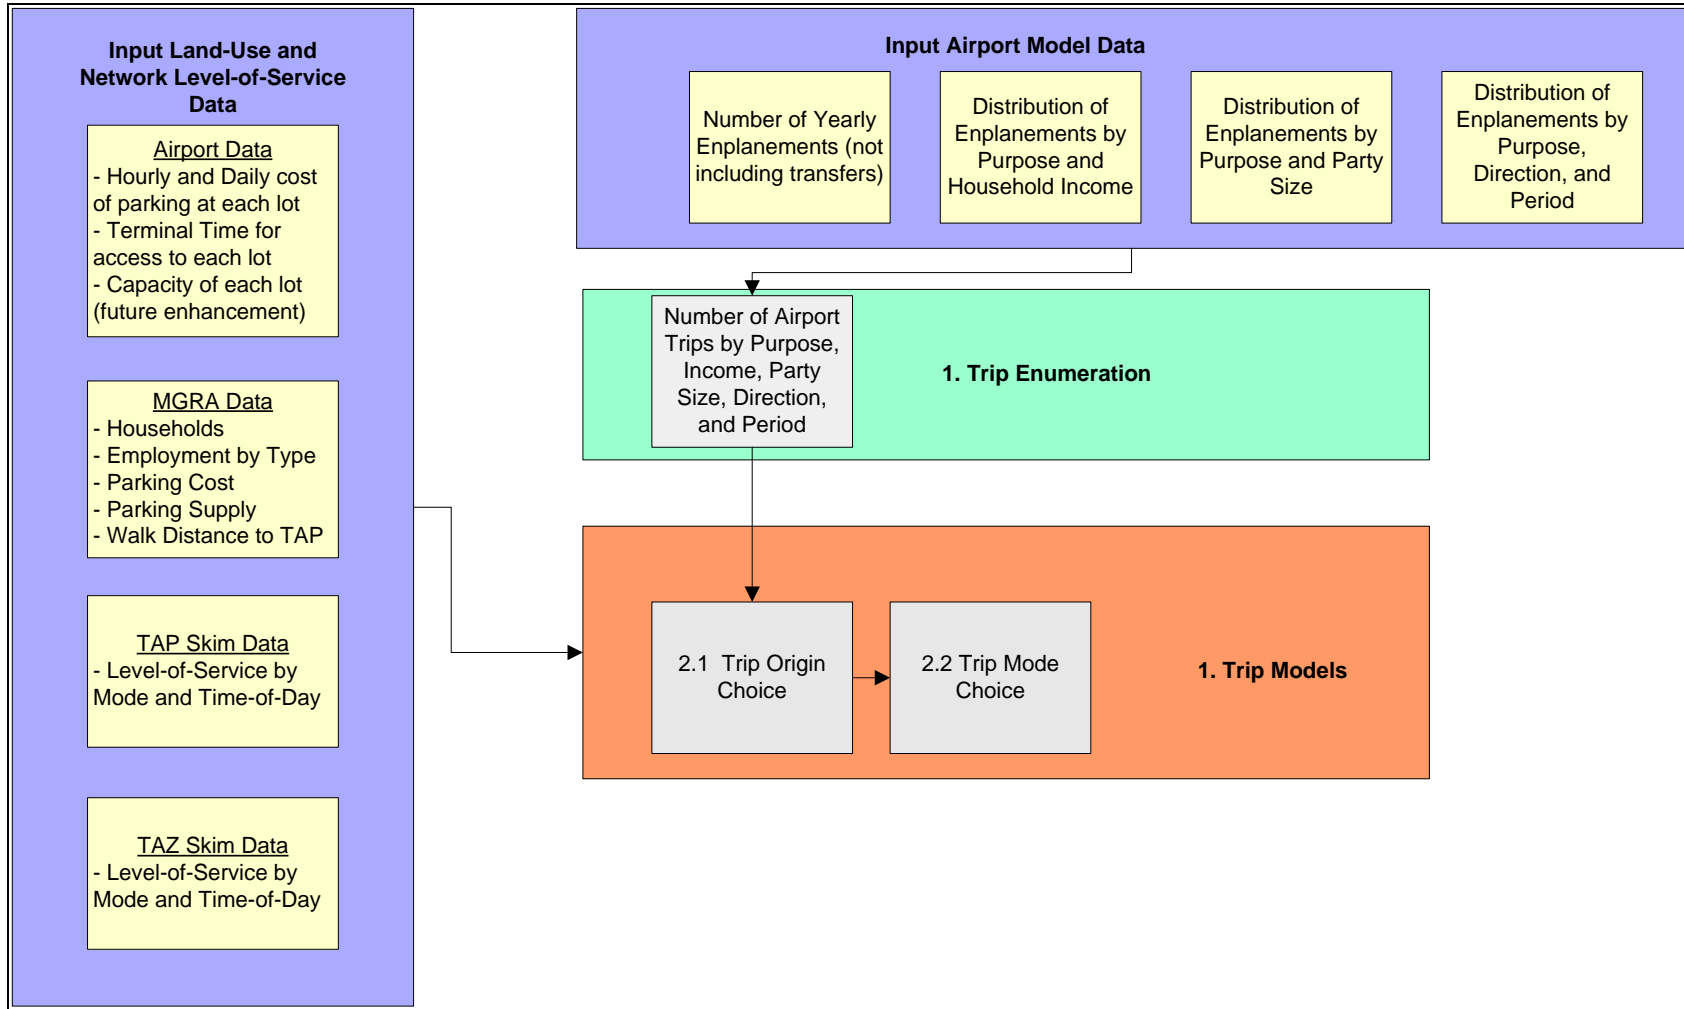 Input Land-Use and
Network Level-of-Service
Data
Airport Data
- Hourly and Daily cost
of parking at each lot
- Terminal Time for
access to each lot
- Capacity of each lot
(future enhancement)
MGRA Data
- Households
- Employment by Type
- Parking Cost
- Parking Supply
- Walk Distance to TAP
TAP Skim Data
- Level-of-Service by
Mode and Time-of-Day
TAZ Skim Data
- Level-of-Service by
Mode and Time-of-Day
Input Airport Model Data
Number of Yearly
Enplanements (not
including transfers)
Distribution of
Enplanements by
Purpose and
Household Income
Distribution of
Enplanements by
Purpose and Party
Size
Distribution of
Enplanements by
Purpose,
Direction, and
Period
Number of Airport
Trips by Purpose,
Income, Party
Size, Direction,
and Period
1. Trip Enumeration
2.1 Trip Origin
Choice
2.2 Trip Mode
Choice
1. Trip Models